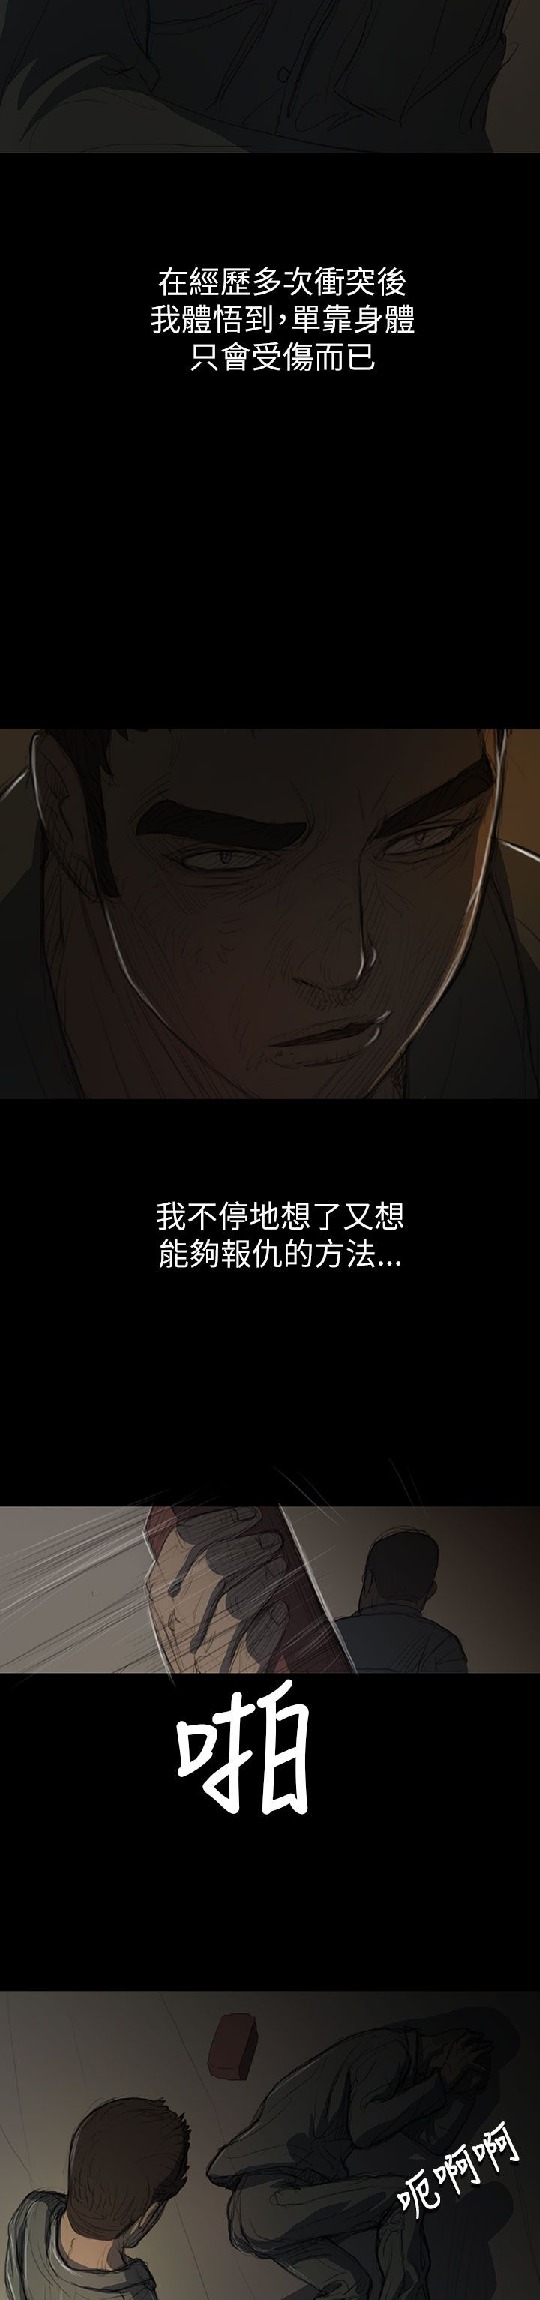 在經歷多次衝突後
我體悟到，單靠身體
只會受傷而已
我不停地想了又想
能夠報仇的方法...
啪
呃啊啊